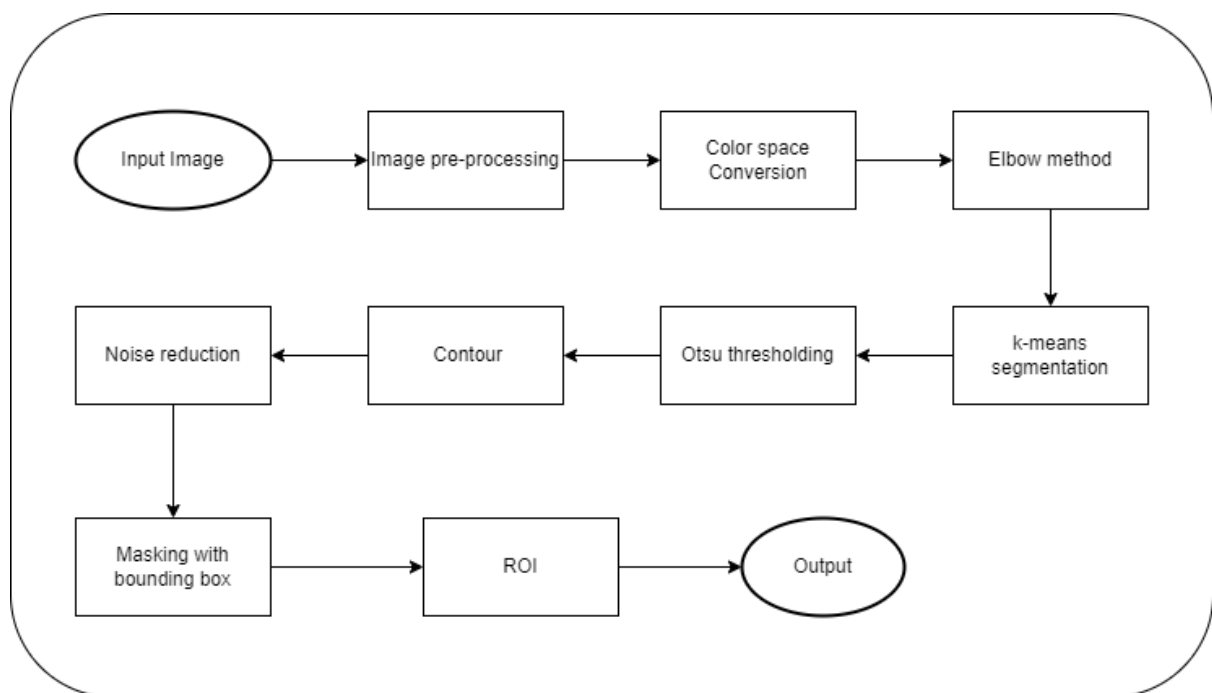 Input Image
Image pre-processing
Color space
Conversion
Elbow method
k-means
segmentation
Otsu thresholding
Contour
Noise reduction
Masking with
bounding box
ROI
Output